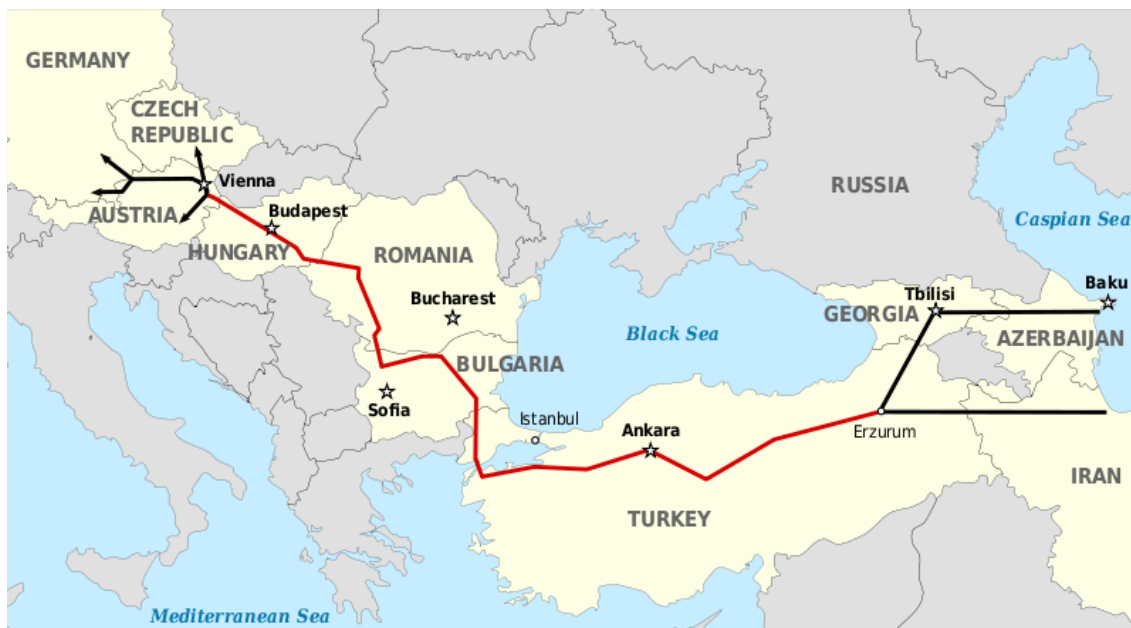 GERMANY
CZECH
REPUBLIC
Vienna
AUSTRIA
Budapest
HUNGARY
ROMANIA
Bucharest
BULGARIA
Sofia
Istanbul
Ankara
TURKEY
Black Sea
RUSSIA
Caspian Sea
Baku
Tbilisi
GEORGIA
AZERBAIJAN
Erzurum
IRAN
Mediterranean Sea